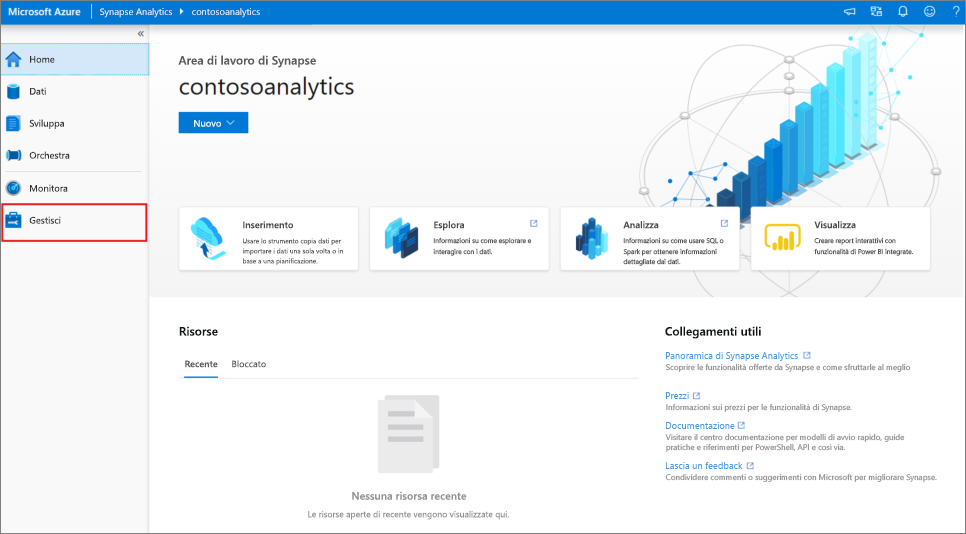 Microsoft Azure
Synapse Analytics
contosoanalytics
?
«
Home
Dati
Sviluppa
Orchestra
Monitora
Gestisci
Area di lavoro di Synapse
contosoanalytics
Nuovo
Inserimento
Usare lo strumento copia dati per
importare i dati una sola volta o in
base a una pianificazione.
Esplora
Informazioni su come esplorare e
interagire con i dati.
Analizza
Informazioni su come usare SQL o
Spark per ottenere informazioni
dettagliate dai dati.
Visualizza
Creare report interattivi con
funzionalità di Power BI integrate.
Risorse
Recente
Bloccato
Nessuna risorsa recente
Le risorse aperte di recente vengono visualizzate qui.
Collegamenti utili
Panoramica di Synapse Analytics
Scoprire le funzionalità offerte da Synapse e come sfruttarle al meglio
Prezzi
Informazioni sui prezzi per le funzionalità di Synapse.
Documentazione
Visitare il centro documentazione per modelli di avvio rapido, guide
pratiche e riferimenti per PowerShell, API e così via.
Lascia un feedback
Condividere commenti o suggerimenti con Microsoft per migliorare Synapse.